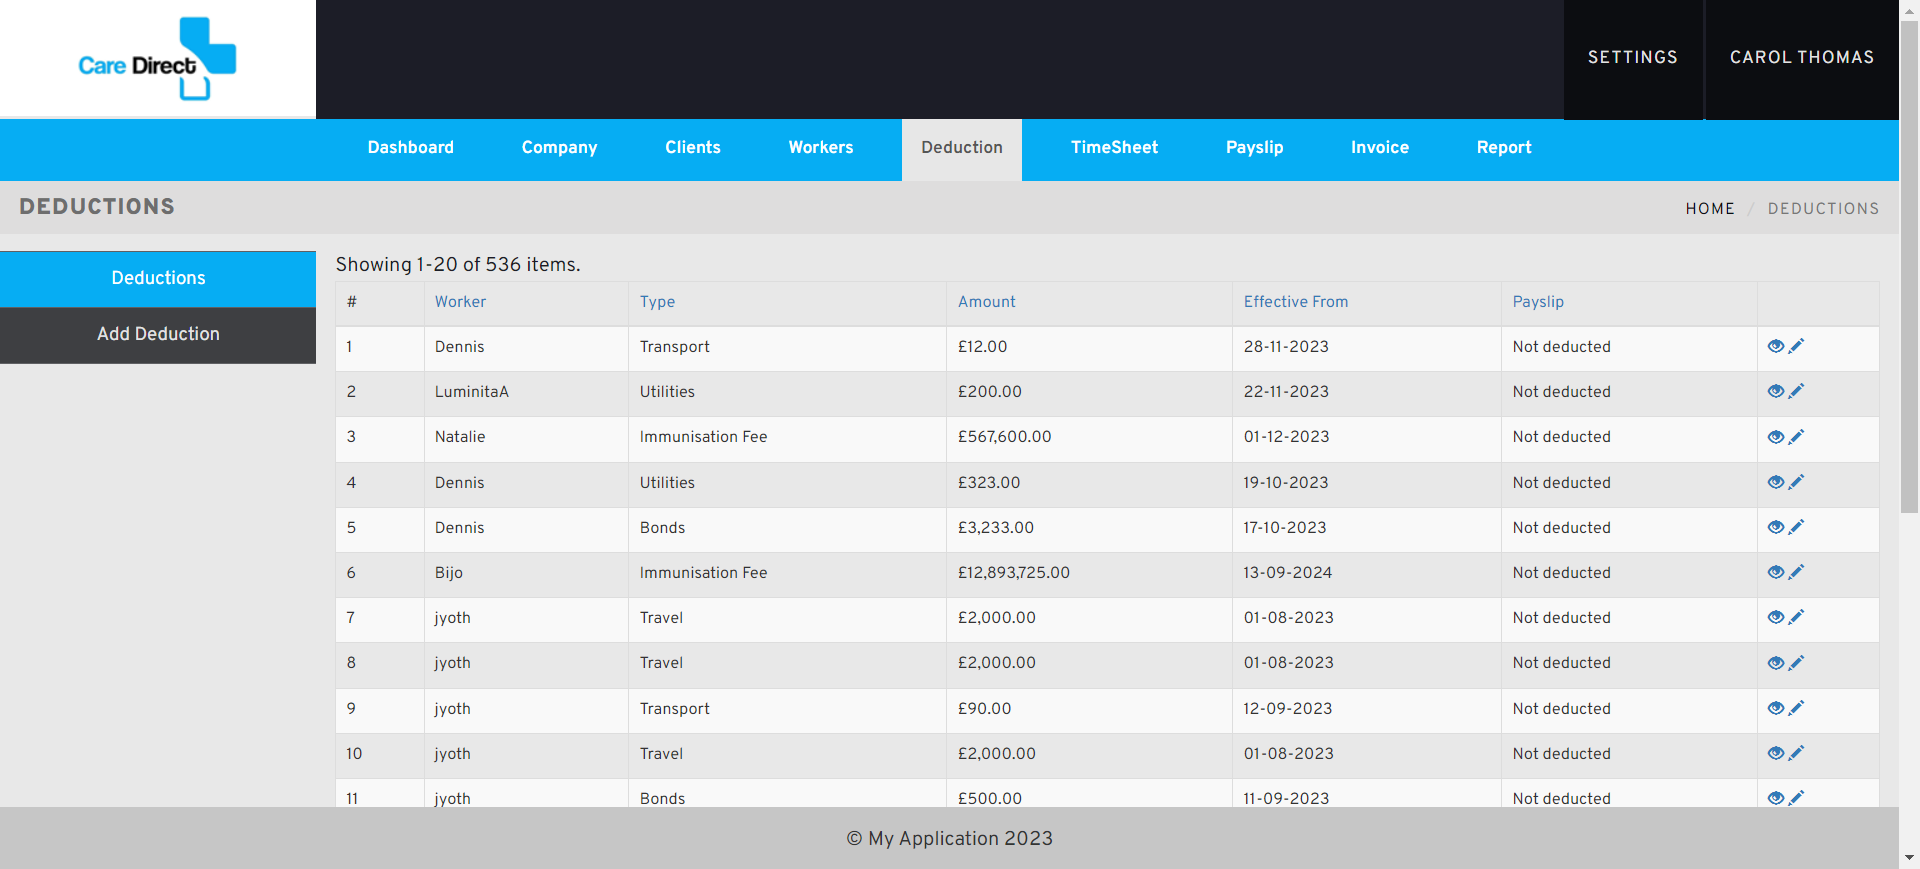 Care Direct
SETTINGS
CAROL THOMAS
Dashboard Company Clients Workers Deduction TimeSheet Payslip Invoice Report
DEDUCTIONS
HOME / DEDUCTIONS
Deductions
Add Deduction
Showing 1-20 of 536 items.
# Worker Type Amount Effective From Payslip
1 Dennis Transport £12.00 28-11-2023 Not deducted
2 LuminitaA Utilities £200.00 22-11-2023 Not deducted
3 Natalie Immunisation Fee £567,600.00 01-12-2023 Not deducted
4 Dennis Utilities £323.00 19-10-2023 Not deducted
5 Dennis Bonds £3,233.00 17-10-2023 Not deducted
6 Bijo Immunisation Fee £12,893,725.00 13-09-2024 Not deducted
7 jyoth Travel £2,000.00 01-08-2023 Not deducted
8 jyoth Travel £2,000.00 01-08-2023 Not deducted
9 jyoth Transport £90.00 12-09-2023 Not deducted
10 jyoth Travel £2,000.00 01-08-2023 Not deducted
11 jyoth Bonds £500.00 11-09-2023 Not deducted
© My Application 2023